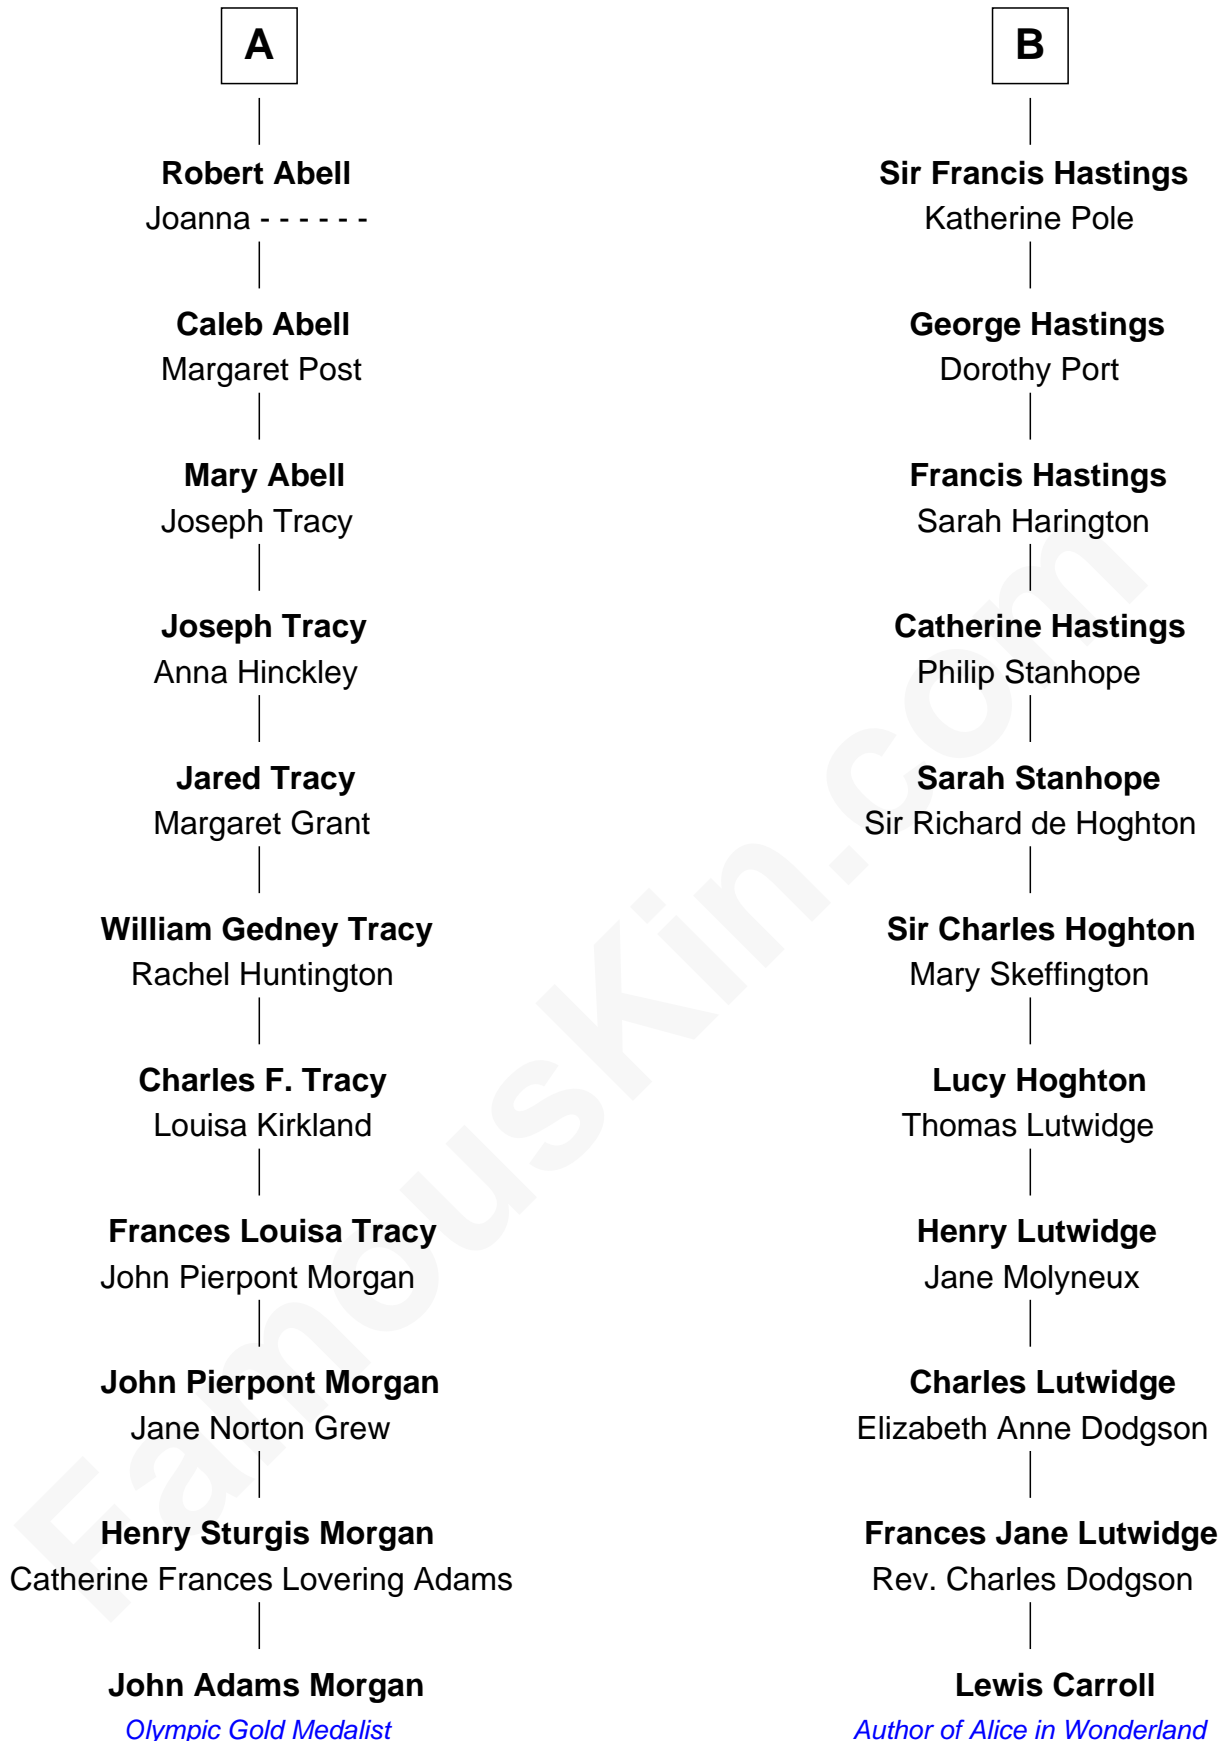 A
Robert Abell
Joanna - - - - - -
Caleb Abell
Margaret Post
Mary Abell
Joseph Tracy
Joseph Tracy
Anna Hinckley
Jared Tracy
Margaret Grant
William Gedney Tracy
Rachel Huntington
Charles F. Tracy
Louisa Kirkland
Frances Louisa Tracy
John Pierpont Morgan
John Pierpont Morgan
Jane Norton Grew
Henry Sturgis Morgan
Catherine Frances Lovering Adams
John Adams Morgan
Olympic Gold Medalist
B
Sir Francis Hastings
Katherine Pole
George Hastings
Dorothy Port
Francis Hastings
Sarah Harington
Catherine Hastings
Philip Stanhope
Sarah Stanhope
Sir Richard de Hoghton
Sir Charles Hoghton
Mary Skeffington
Lucy Hoghton
Thomas Lutwidge
Henry Lutwidge
Jane Molyneux
Charles Lutwidge
Elizabeth Anne Dodgson
Frances Jane Lutwidge
Rev. Charles Dodgson
Lewis Carroll
Author of Alice in Wonderland
FamousKin.com